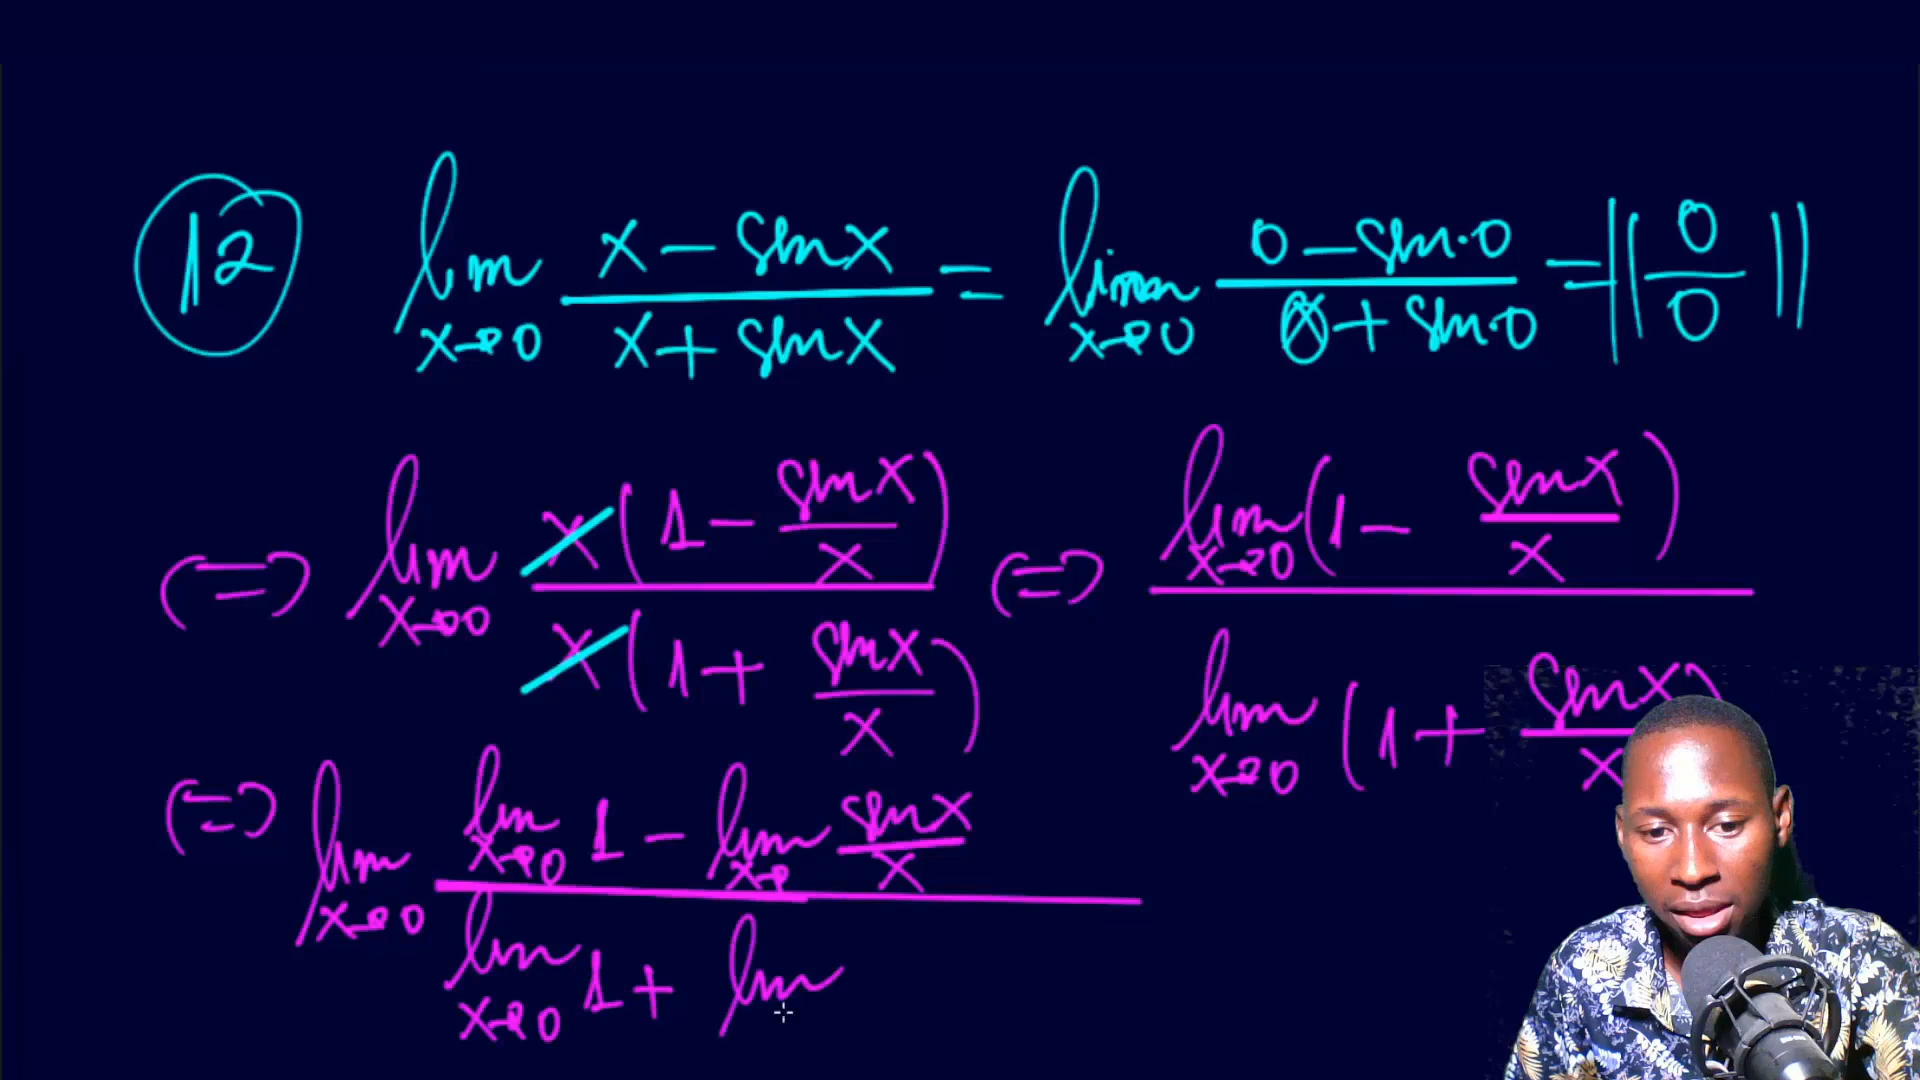 12 lim x→0 x - sin x / x + sin x = lim x→0 0 - sin·0 / 0 + sin·0 = || 0/0 ||
(=) lim x→0 x(1 - sin x / x) / x(1 + sin x / x) (=) lim x→0 (1 - sin x / x) / lim x→0 (1 + sin x / x)
(=) lim x→0 lim x→0 1 - lim x→0 sin x / x / lim x→0 1 + lim